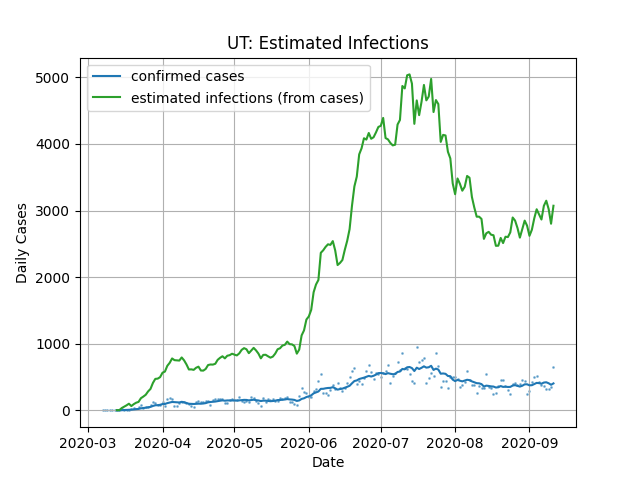 UT: Estimated Infections
confirmed cases
estimated infections (from cases)
Daily Cases
5000
4000
3000
2000
1000
0
2020-03 2020-04 2020-05 2020-06 2020-07 2020-08 2020-09
Date